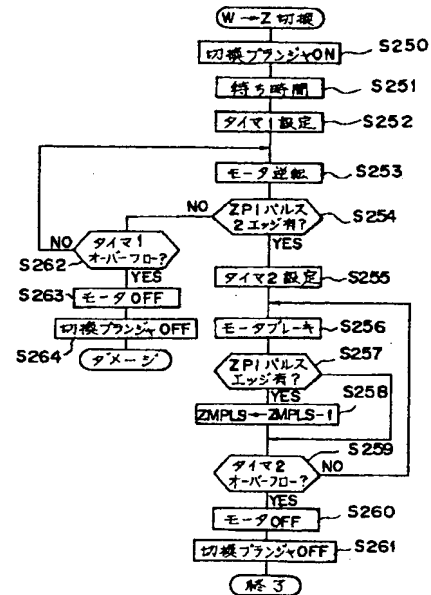 W→Z 切換
切換プランジャON
S250
待ち時間
S251
タイマ1設定
S252
モータ逆転
S253
NO
ZPIパルス
2エッジ有?
S254
YES
NO
タイマ1
オーバーフロー?
S262
YES
タイマ2設定
S255
S263
モータOFF
モータブレーキ
S256
切換プランジャOFF
S264
ダメージ
ZPIパルス
エッジ有?
S257
YES
S258
ZMPLS←ZMPLS-1
S259
タイマ2
オーバーフロー?
NO
YES
モータOFF
S260
切換プランジャOFF
S261
終了